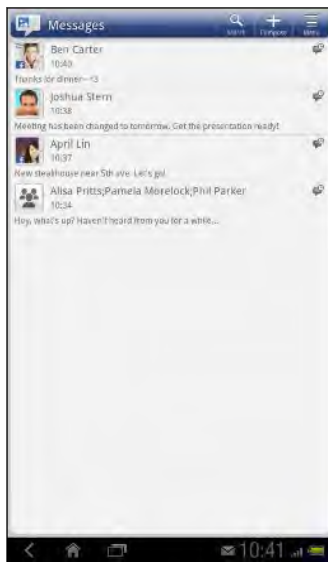 Messages
Search Compose Menu
Ben Carter
10:40
Thanks for dinner~ <3
Joshua Stern
10:38
Meeting has been changed to tomorrow. Get the presentation ready!
April Lin
10:37
New steakhouse near 5th ave. Let's go!
Alisa Pritts;Pamela Morelock;Phil Parker
10:34
Hey, what's up? Haven't heard from you for a while...
10:41